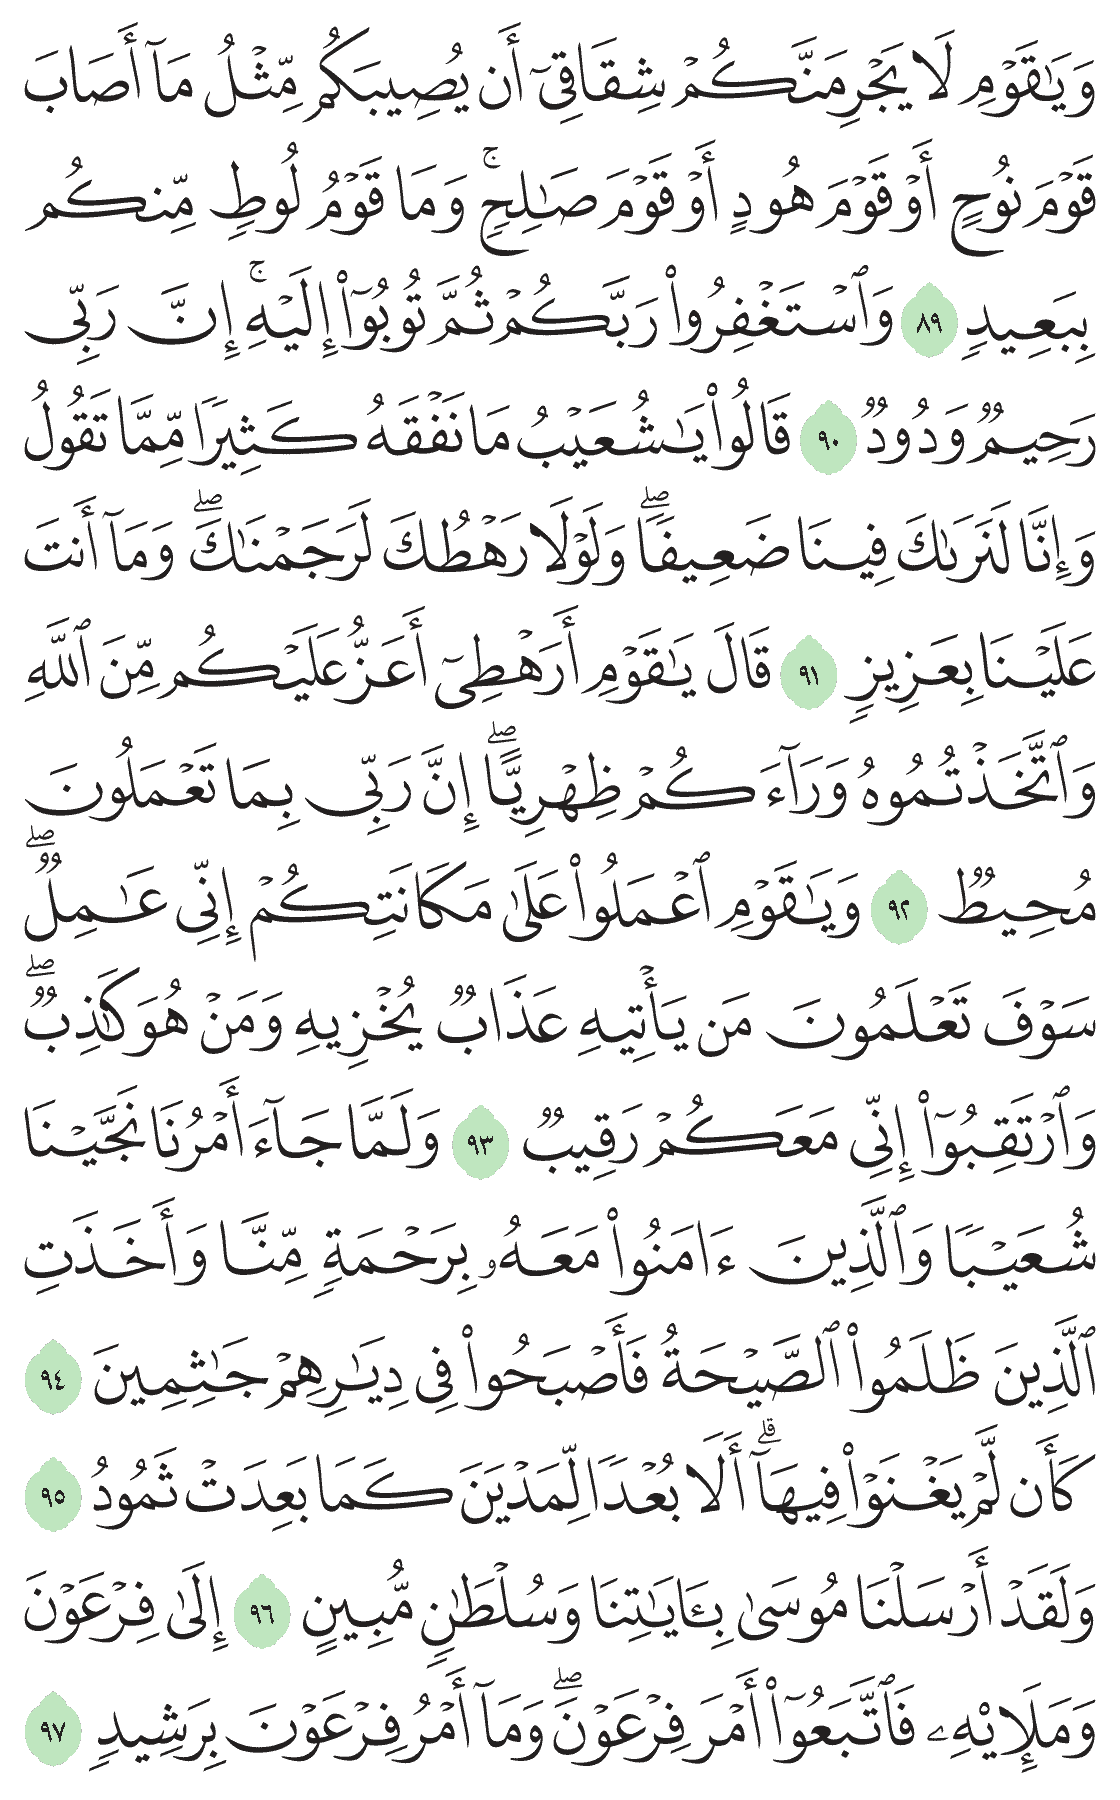 وَيَٰقَوۡمِ لَا يَجۡرِمَنَّكُمۡ شِقَاقِيٓ أَن يُصِيبَكُم مِّثۡلُ مَآ أَصَابَ
قَوۡمَ نُوحٍ أَوۡ قَوۡمَ هُودٍ أَوۡ قَوۡمَ صَٰلِحٖۚ وَمَا قَوۡمُ لُوطٖ مِّنكُم
بِبَعِيدٖ ٨٩ وَٱسۡتَغۡفِرُواْ رَبَّكُمۡ ثُمَّ تُوبُوٓاْ إِلَيۡهِۚ إِنَّ رَبِّي
رَحِيمٞ وَدُودٞ ٩٠ قَالُواْ يَٰشُعَيۡبُ مَا نَفۡقَهُ كَثِيرٗا مِّمَّا تَقُولُ
وَإِنَّا لَنَرَىٰكَ فِينَا ضَعِيفٗاۖ وَلَوۡلَا رَهۡطُكَ لَرَجَمۡنَٰكَۖ وَمَآ أَنتَ
عَلَيۡنَا بِعَزِيزٖ ٩١ قَالَ يَٰقَوۡمِ أَرَهۡطِيٓ أَعَزُّ عَلَيۡكُم مِّنَ ٱللَّهِ
وَٱتَّخَذۡتُمُوهُ وَرَآءَكُمۡ ظِهۡرِيًّاۖ إِنَّ رَبِّي بِمَا تَعۡمَلُونَ
مُحِيطٞ ٩٢ وَيَٰقَوۡمِ ٱعۡمَلُواْ عَلَىٰ مَكَانَتِكُمۡ إِنِّي عَٰمِلٞۖ
سَوۡفَ تَعۡلَمُونَ مَن يَأۡتِيهِ عَذَابٞ يُخۡزِيهِ وَمَنۡ هُوَ كَٰذِبٞۖ
وَٱرۡتَقِبُوٓاْ إِنِّي مَعَكُمۡ رَقِيبٞ ٩٣ وَلَمَّا جَآءَ أَمۡرُنَا نَجَّيۡنَا
شُعَيۡبٗا وَٱلَّذِينَ ءَامَنُواْ مَعَهُۥ بِرَحۡمَةٖ مِّنَّا وَأَخَذَتِ
ٱلَّذِينَ ظَلَمُواْ ٱلصَّيۡحَةُ فَأَصۡبَحُواْ فِي دِيَٰرِهِمۡ جَٰثِمِينَ ٩٤
كَأَن لَّمۡ يَغۡنَوۡاْ فِيهَآۗ أَلَا بُعۡدٗا لِّمَدۡيَنَ كَمَا بَعِدَتۡ ثَمُودُ ٩٥
وَلَقَدۡ أَرۡسَلۡنَا مُوسَىٰ بِـَٔايَٰتِنَا وَسُلۡطَٰنٖ مُّبِينٍ ٩٦ إِلَىٰ فِرۡعَوۡنَ
وَمَلَإِيْهِۦ فَٱتَّبَعُوٓاْ أَمۡرَ فِرۡعَوۡنَۖ وَمَآ أَمۡرُ فِرۡعَوۡنَ بِرَشِيدٖ ٩٧